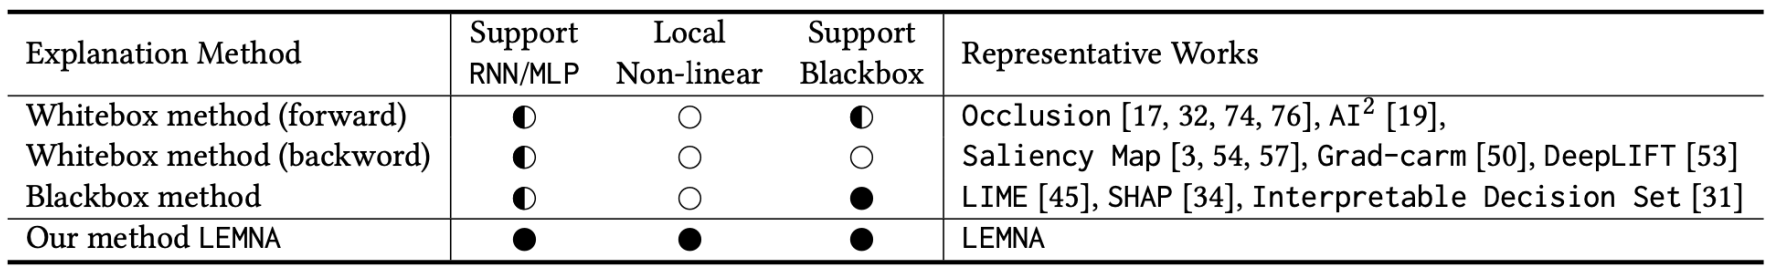 Explanation Method Support RNN/MLP Local Non-linear Support Blackbox Representative Works
Whitebox method (forward) ◐ ○ ◐ Occlusion [17, 32, 74, 76], AI² [19],
Whitebox method (backword) ◐ ○ ○ Saliency Map [3, 54, 57], Grad-carm [50], DeepLIFT [53]
Blackbox method ◐ ○ ● LIME [45], SHAP [34], Interpretable Decision Set [31]
Our method LEMNA ● ● ● LEMNA